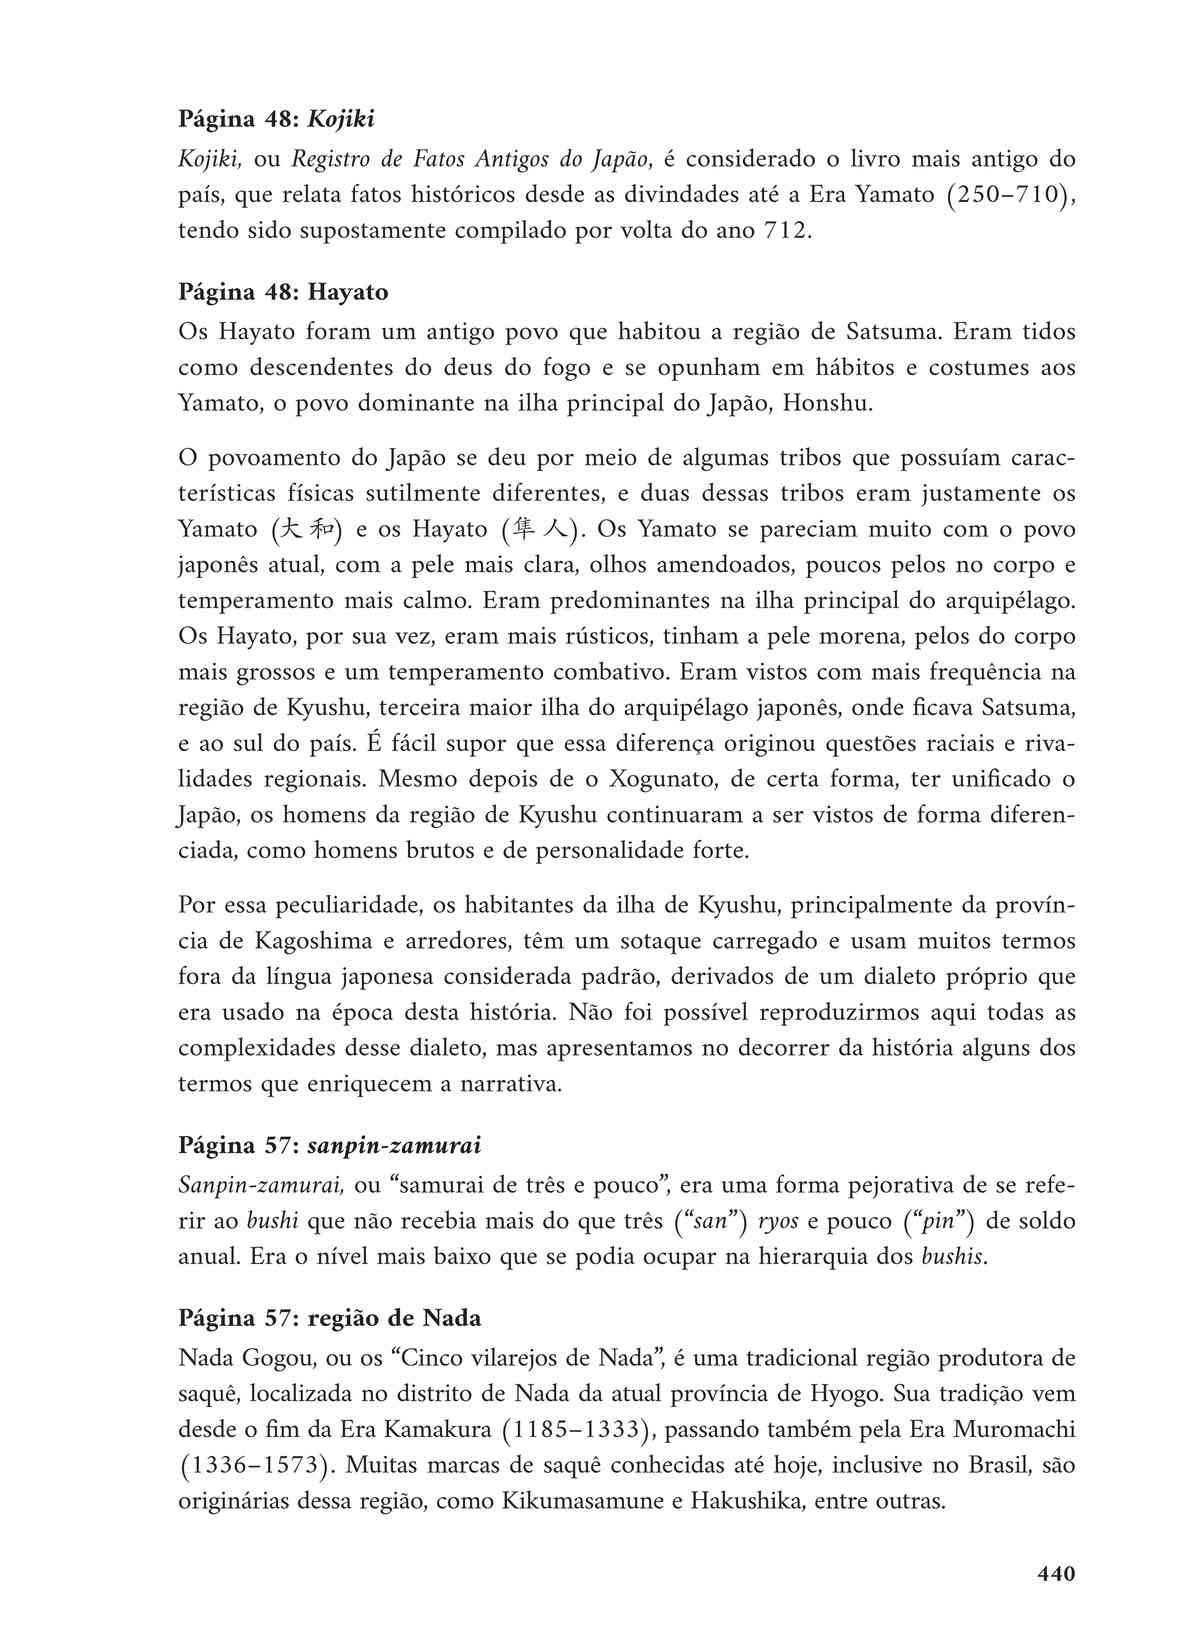 Página 48: Kojiki
Kojiki, ou Registro de Fatos Antigos do Japão, é considerado o livro mais antigo do
país, que relata fatos históricos desde as divindades até a Era Yamato (250–710),
tendo sido supostamente compilado por volta do ano 712.
Página 48: Hayato
Os Hayato foram um antigo povo que habitou a região de Satsuma. Eram tidos
como descendentes do deus do fogo e se opunham em hábitos e costumes aos
Yamato, o povo dominante na ilha principal do Japão, Honshu.
O povoamento do Japão se deu por meio de algumas tribos que possuíam carac-
terísticas físicas sutilmente diferentes, e duas dessas tribos eram justamente os
Yamato (大和) e os Hayato (隼人). Os Yamato se pareciam muito com o povo
japonês atual, com a pele mais clara, olhos amendoados, poucos pelos no corpo e
temperamento mais calmo. Eram predominantes na ilha principal do arquipélago.
Os Hayato, por sua vez, eram mais rústicos, tinham a pele morena, pelos do corpo
mais grossos e um temperamento combativo. Eram vistos com mais frequência na
região de Kyushu, terceira maior ilha do arquipélago japonês, onde ficava Satsuma,
e ao sul do país. É fácil supor que essa diferença originou questões raciais e riva-
lidades regionais. Mesmo depois de o Xogunato, de certa forma, ter unificado o
Japão, os homens da região de Kyushu continuaram a ser vistos de forma diferen-
ciada, como homens brutos e de personalidade forte.
Por essa peculiaridade, os habitantes da ilha de Kyushu, principalmente da provín-
cia de Kagoshima e arredores, têm um sotaque carregado e usam muitos termos
fora da língua japonesa considerada padrão, derivados de um dialeto próprio que
era usado na época desta história. Não foi possível reproduzirmos aqui todas as
complexidades desse dialeto, mas apresentamos no decorrer da história alguns dos
termos que enriquecem a narrativa.
Página 57: sanpin-zamurai
Sanpin-zamurai, ou “samurai de três e pouco”, era uma forma pejorativa de se refe-
rir ao bushi que não recebia mais do que três (“san”) ryos e pouco (“pin”) de soldo
anual. Era o nível mais baixo que se podia ocupar na hierarquia dos bushis.
Página 57: região de Nada
Nada Gogou, ou os “Cinco vilarejos de Nada”, é uma tradicional região produtora de
saquê, localizada no distrito de Nada da atual província de Hyogo. Sua tradição vem
desde o fim da Era Kamakura (1185–1333), passando também pela Era Muromachi
(1336–1573). Muitas marcas de saquê conhecidas até hoje, inclusive no Brasil, são
originárias dessa região, como Kikumasamune e Hakushika, entre outras.
440